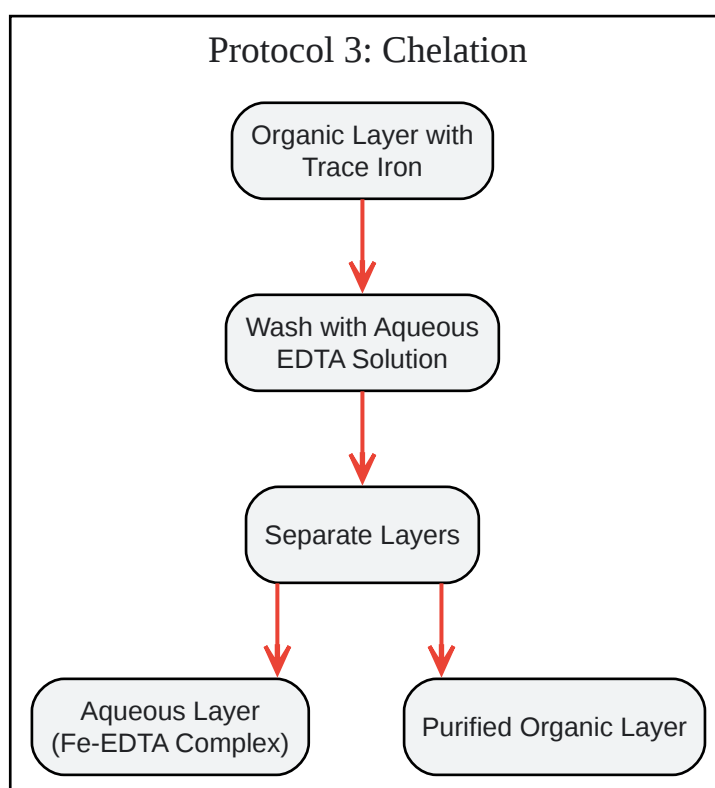 Protocol 3: Chelation
Organic Layer with
Trace Iron
Wash with Aqueous
EDTA Solution
Separate Layers
Aqueous Layer
(Fe-EDTA Complex)
Purified Organic Layer